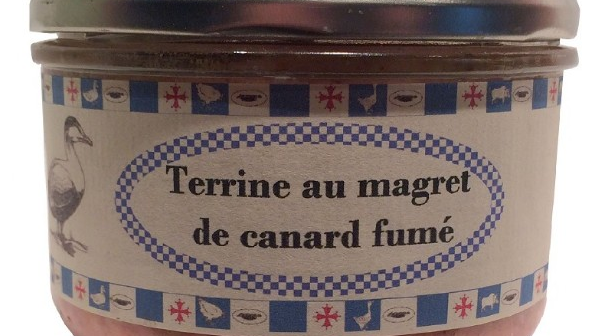 Terrine au magret
de canard fumé